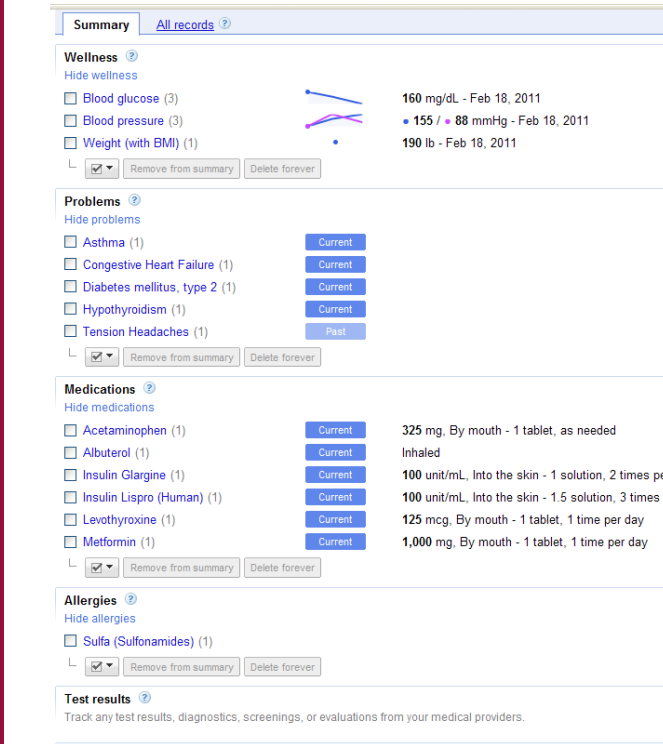 Summary All records ?
Wellness ?
Hide wellness
Blood glucose (3) 160 mg/dL - Feb 18, 2011
Blood pressure (3) • 155 / • 88 mmHg - Feb 18, 2011
Weight (with BMI) (1) 190 lb - Feb 18, 2011
Remove from summary Delete forever
Problems ?
Hide problems
Asthma (1) Current
Congestive Heart Failure (1) Current
Diabetes mellitus, type 2 (1) Current
Hypothyroidism (1) Current
Tension Headaches (1) Past
Remove from summary Delete forever
Medications ?
Hide medications
Acetaminophen (1) Current 325 mg, By mouth - 1 tablet, as needed
Albuterol (1) Current Inhaled
Insulin Glargine (1) Current 100 unit/mL, Into the skin - 1 solution, 2 times pe
Insulin Lispro (Human) (1) Current 100 unit/mL, Into the skin - 1.5 solution, 3 times
Levothyroxine (1) Current 125 mcg, By mouth - 1 tablet, 1 time per day
Metformin (1) Current 1,000 mg, By mouth - 1 tablet, 1 time per day
Remove from summary Delete forever
Allergies ?
Hide allergies
Sulfa (Sulfonamides) (1)
Remove from summary Delete forever
Test results ?
Track any test results, diagnostics, screenings, or evaluations from your medical providers.